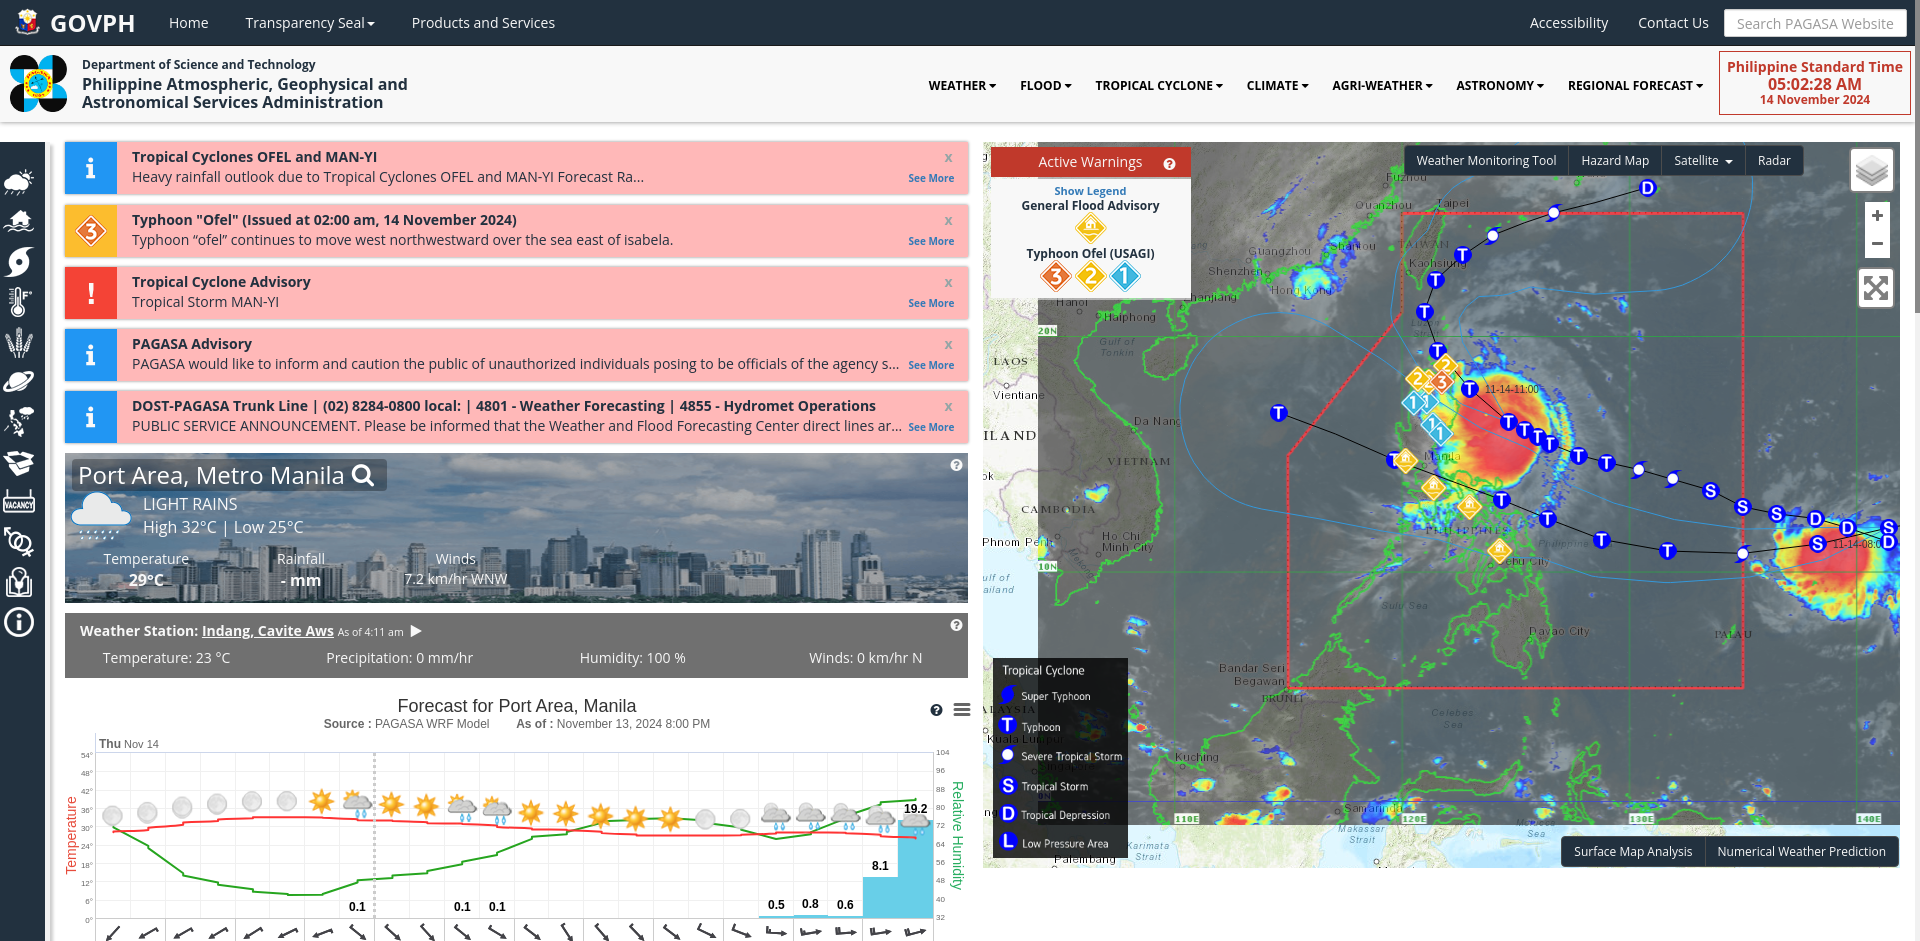 GOVPH
Home
Transparency Seal
Products and Services
Accessibility
Contact Us
Search PAGASA Website
Department of Science and Technology
Philippine Atmospheric, Geophysical and
Astronomical Services Administration
WEATHER
FLOOD
TROPICAL CYCLONE
CLIMATE
AGRI-WEATHER
ASTRONOMY
REGIONAL FORECAST
Philippine Standard Time
05:02:28 AM
14 November 2024
Tropical Cyclones OFEL and MAN-YI
x
Heavy rainfall outlook due to Tropical Cyclones OFEL and MAN-YI Forecast Ra...
See More
3
Typhoon "Ofel" (Issued at 02:00 am, 14 November 2024)
x
Typhoon “ofel” continues to move west northwestward over the sea east of isabela.
See More
Tropical Cyclone Advisory
x
Tropical Storm MAN-YI
See More
PAGASA Advisory
x
PAGASA would like to inform and caution the public of unauthorized individuals posing to be officials of the agency s...
See More
DOST-PAGASA Trunk Line | (02) 8284-0800 local: | 4801 - Weather Forecasting | 4855 - Hydromet Operations
x
PUBLIC SERVICE ANNOUNCEMENT. Please be informed that the Weather and Flood Forecasting Center direct lines ar...
See More
VACANCY
Port Area, Metro Manila
LIGHT RAINS
High 32°C | Low 25°C
Temperature
29°C
Rainfall
- mm
Winds
7.2 km/hr WNW
Weather Station: Indang, Cavite Aws As of 4:11 am
Temperature: 23 °C
Precipitation: 0 mm/hr
Humidity: 100 %
Winds: 0 km/hr N
Forecast for Port Area, Manila
Source : PAGASA WRF Model
As of : November 13, 2024 8:00 PM
Thu Nov 14
Temperature
54°
48°
42°
36°
30°
24°
18°
12°
6°
0°
0.1
0.1
0.1
0.5
0.8
0.6
8.1
19.2
104
96
88
80
72
64
56
48
40
32
Relative Humidity
Active Warnings
Show Legend
General Flood Advisory
Typhoon Ofel (USAGI)
3
2
1
Weather Monitoring Tool
Hazard Map
Satellite
Radar
+
−
Fuzhou
Quanzhou
Taipei
Guangzhou
Shantou
TAIWAN
Shenzhen
Kaohsiung
Hong Kong
Zhanjiang
Hanoi
Haiphong
20N
Gulf of
Tonkin
LAOS
Vientiane
11-14-11:00
Da Nang
VIETNAM
Manila
CAMBODIA
Phnom Penh
Ho Chi
Minh City
PHILIPPINES
Philippine
11-14-08:0
10N
Cebu City
Sulu Sea
Davao City
PALAU
Bandar Seri
Begawan
BRUNEI
Celebes
Sea
Kuala Lumpur
Kuching
Samarinda
110E
120E
130E
140E
Makassar
Strait
Karimata
Strait
Palembang
Tropical Cyclone
Super Typhoon
T Typhoon
Severe Tropical Storm
S Tropical Storm
D Tropical Depression
L Low Pressure Area
Surface Map Analysis
Numerical Weather Prediction